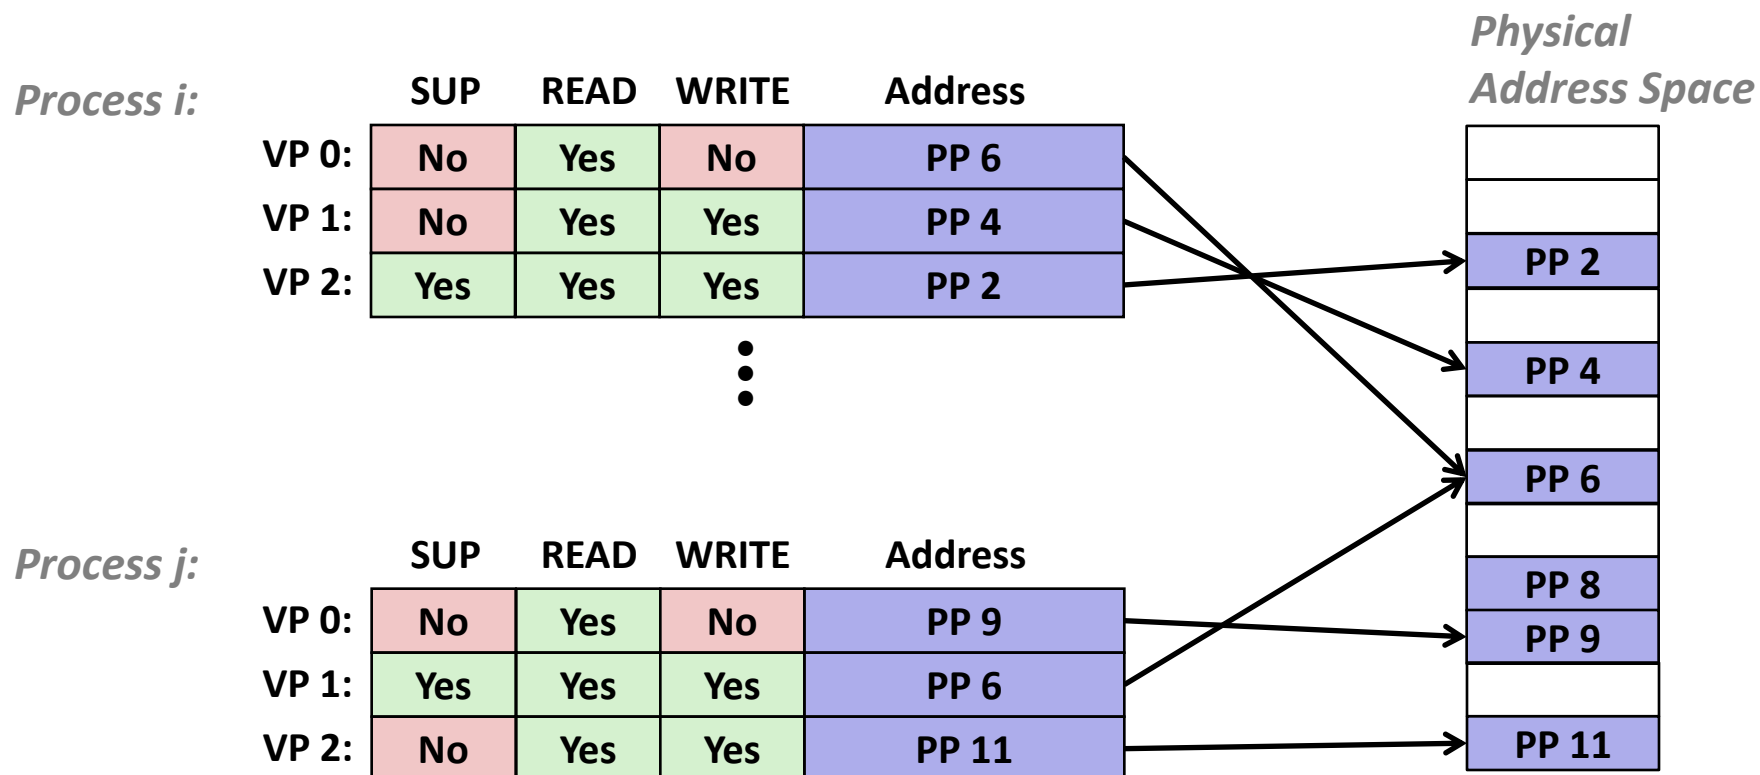 Physical
Address Space
Process i:
SUP READ WRITE Address
VP 0: No Yes No PP 6
VP 1: No Yes Yes PP 4
VP 2: Yes Yes Yes PP 2
PP 2
PP 4
PP 6
PP 8
PP 9
PP 11
Process j:
SUP READ WRITE Address
VP 0: No Yes No PP 9
VP 1: Yes Yes Yes PP 6
VP 2: No Yes Yes PP 11